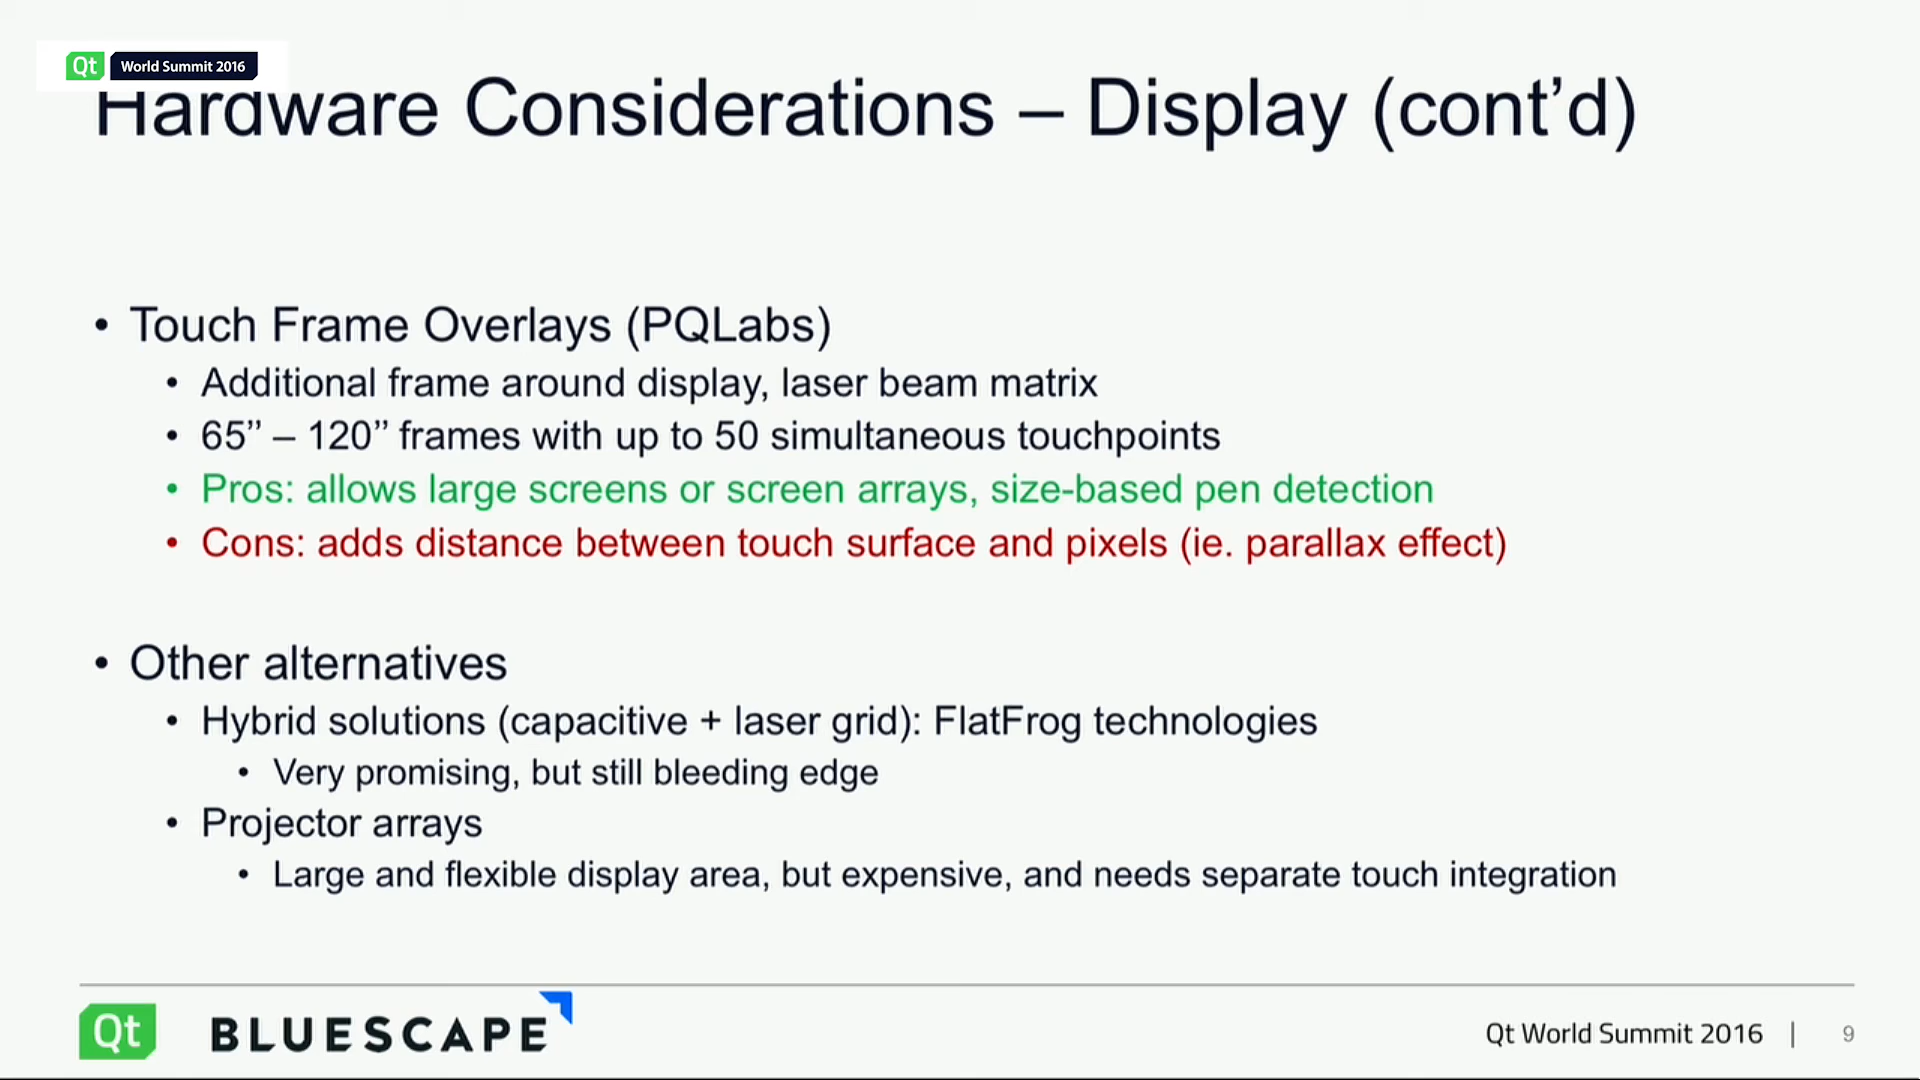 Qt World Summit 2016
Hardware Considerations – Display (cont’d)
• Touch Frame Overlays (PQLabs)
• Additional frame around display, laser beam matrix
• 65” – 120” frames with up to 50 simultaneous touchpoints
• Pros: allows large screens or screen arrays, size-based pen detection
• Cons: adds distance between touch surface and pixels (ie. parallax effect)
• Other alternatives
• Hybrid solutions (capacitive + laser grid): FlatFrog technologies
• Very promising, but still bleeding edge
• Projector arrays
• Large and flexible display area, but expensive, and needs separate touch integration
Qt BLUESCAPE
Qt World Summit 2016 | 9